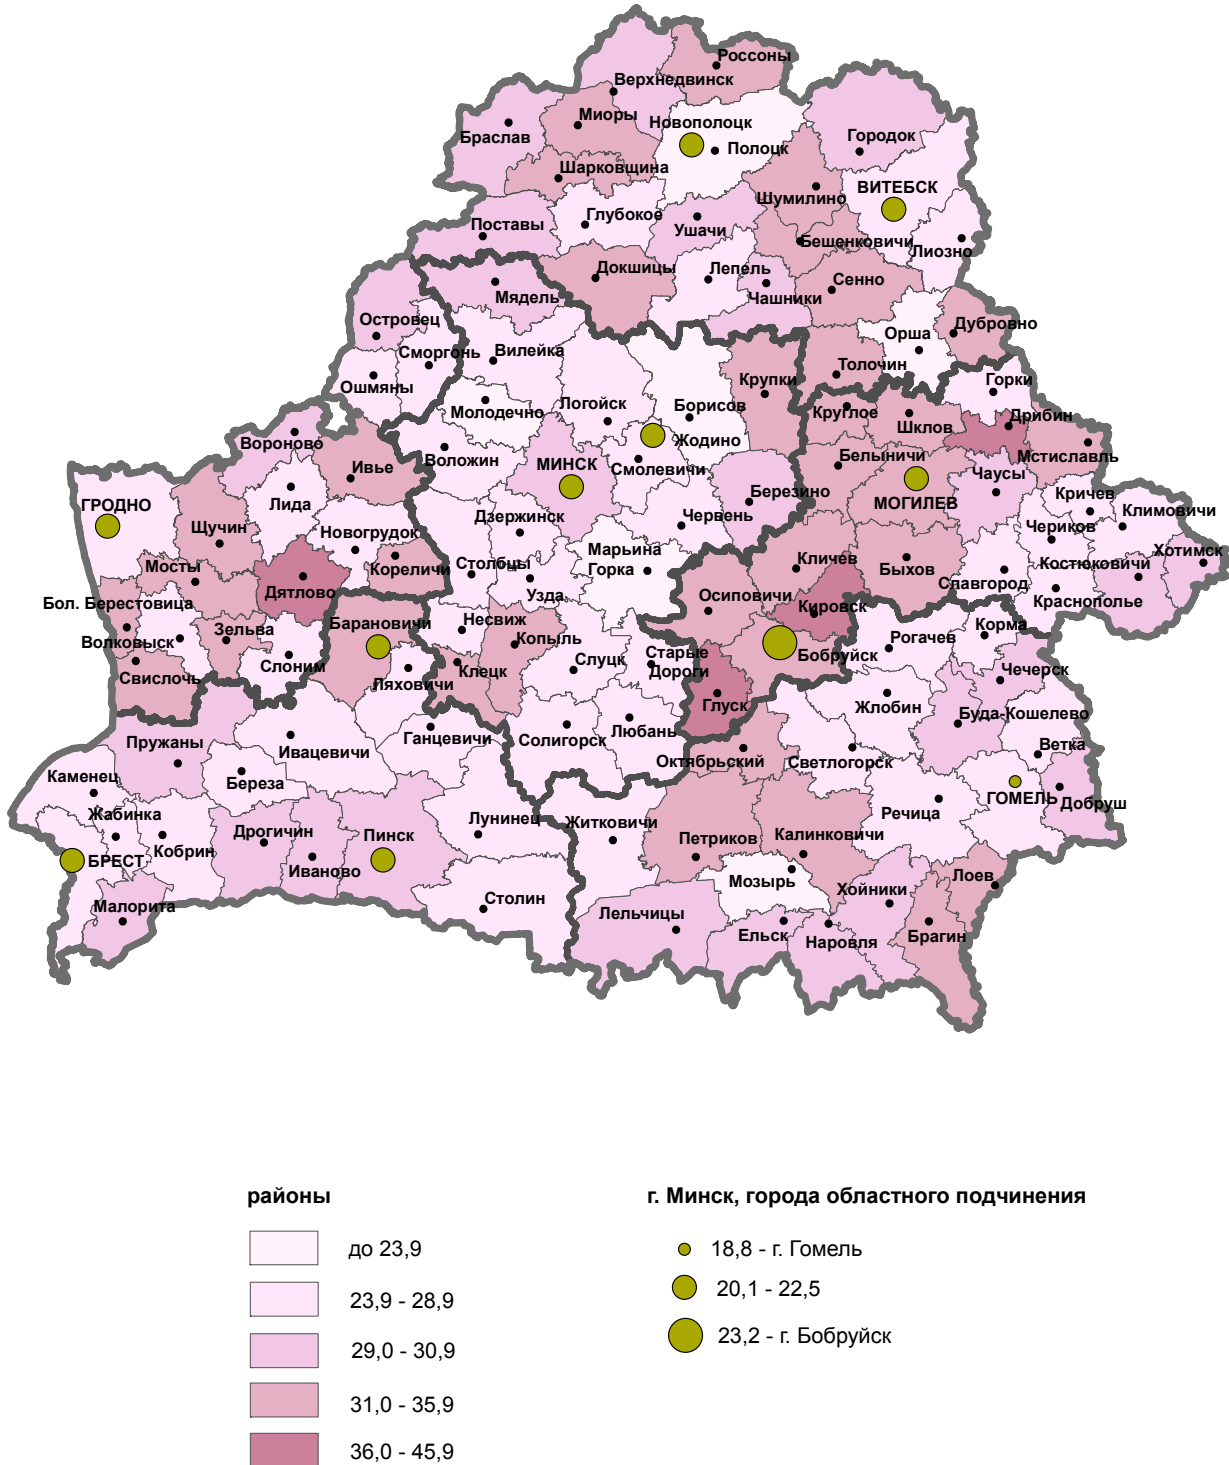 Россоны
Верхнедвинск
Миоры
Новополоцк
Браслав
Полоцк
Городок
Шарковщина
ВИТЕБСК
Шумилино
Глубокое
Поставы
Ушачи
Бешенковичи
Лиозно
Докшицы
Лепель
Сенно
Мядель
Чашники
Островец
Дубровно
Орша
Сморгонь
Вилейка
Толочин
Ошмяны
Крупки
Горки
Молодечно
Логойск
Борисов
Круглое
Дрибин
Шклов
Вороново
Жодино
Воложин
Белыничи
Мстиславль
Ивье
МИНСК
Смолевичи
Чаусы
Березино
Кричев
ГРОДНО
Лида
МОГИЛЕВ
Климовичи
Щучин
Дзержинск
Червень
Новогрудок
Чериков
Марьина
Горка
Кличев
Хотимск
Мосты
Столбцы
Кореличи
Быхов
Костюковичи
Дятлово
Славгород
Узда
Осиповичи
Краснополье
Бол. Берестовица
Кировск
Несвиж
Зельва
Барановичи
Корма
Волковыск
Копыль
Рогачев
Старые
Дороги
Слуцк
Бобруйск
Слоним
Клецк
Чечерск
Свислочь
Ляховичи
Глуск
Жлобин
Буда-Кошелево
Любань
Ганцевичи
Солигорск
Пружаны
Ивацевичи
Ветка
Октябрьский
Светлогорск
Каменец
Береза
ГОМЕЛЬ
Добруш
Жабинка
Речица
Лунинец
Житковичи
Дрогичин
Пинск
Петриков
Калинковичи
БРЕСТ
Кобрин
Иваново
Лоев
Мозырь
Хойники
Столин
Малорита
Лельчицы
Ельск
Наровля
Брагин
районы
до 23,9
23,9 - 28,9
29,0 - 30,9
31,0 - 35,9
36,0 - 45,9
г. Минск, города областного подчинения
18,8 - г. Гомель
20,1 - 22,5
23,2 - г. Бобруйск